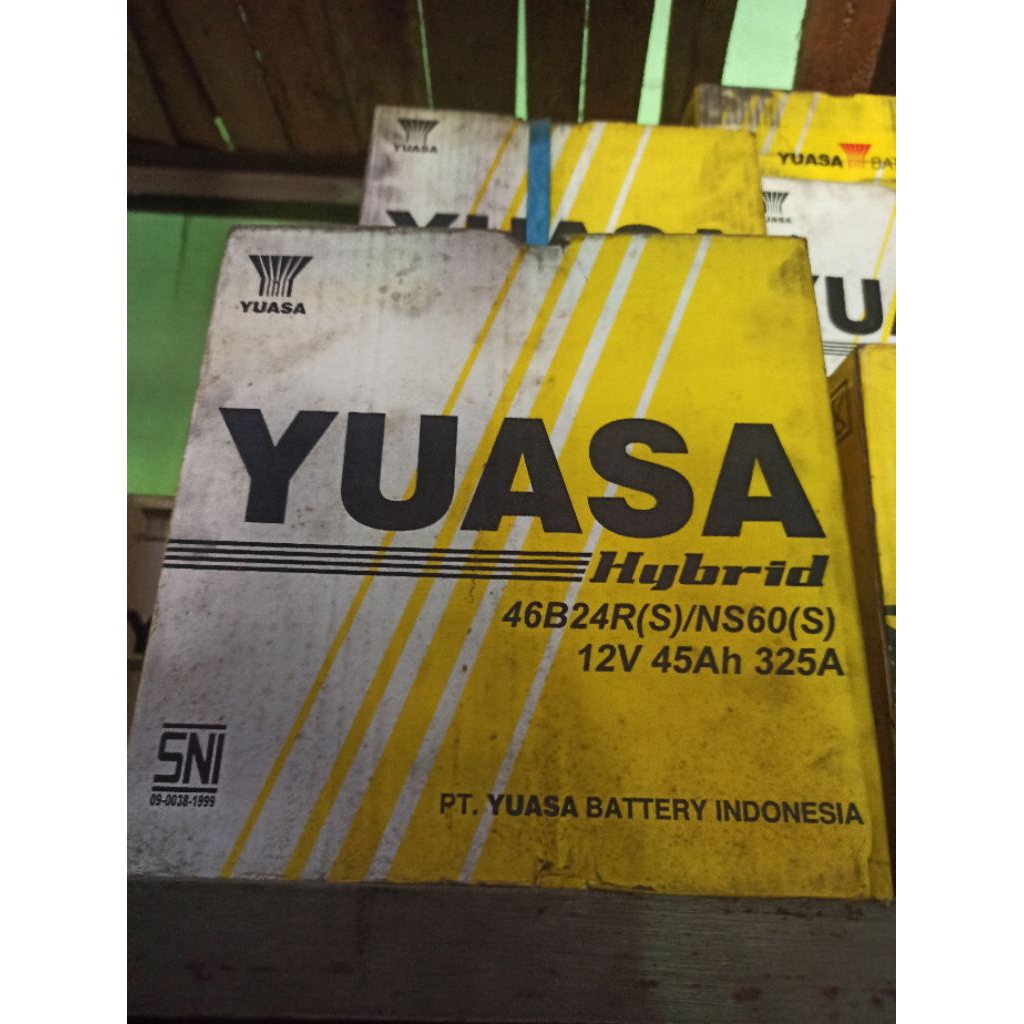 YUASA
YUASA
YUASA
YUASA
YUASA
YUASA
Hybrid
46B24R(S)/NS60(S)
12V 45Ah 325A
SNI
09-0038-1999
PT. YUASA BATTERY INDONESIA